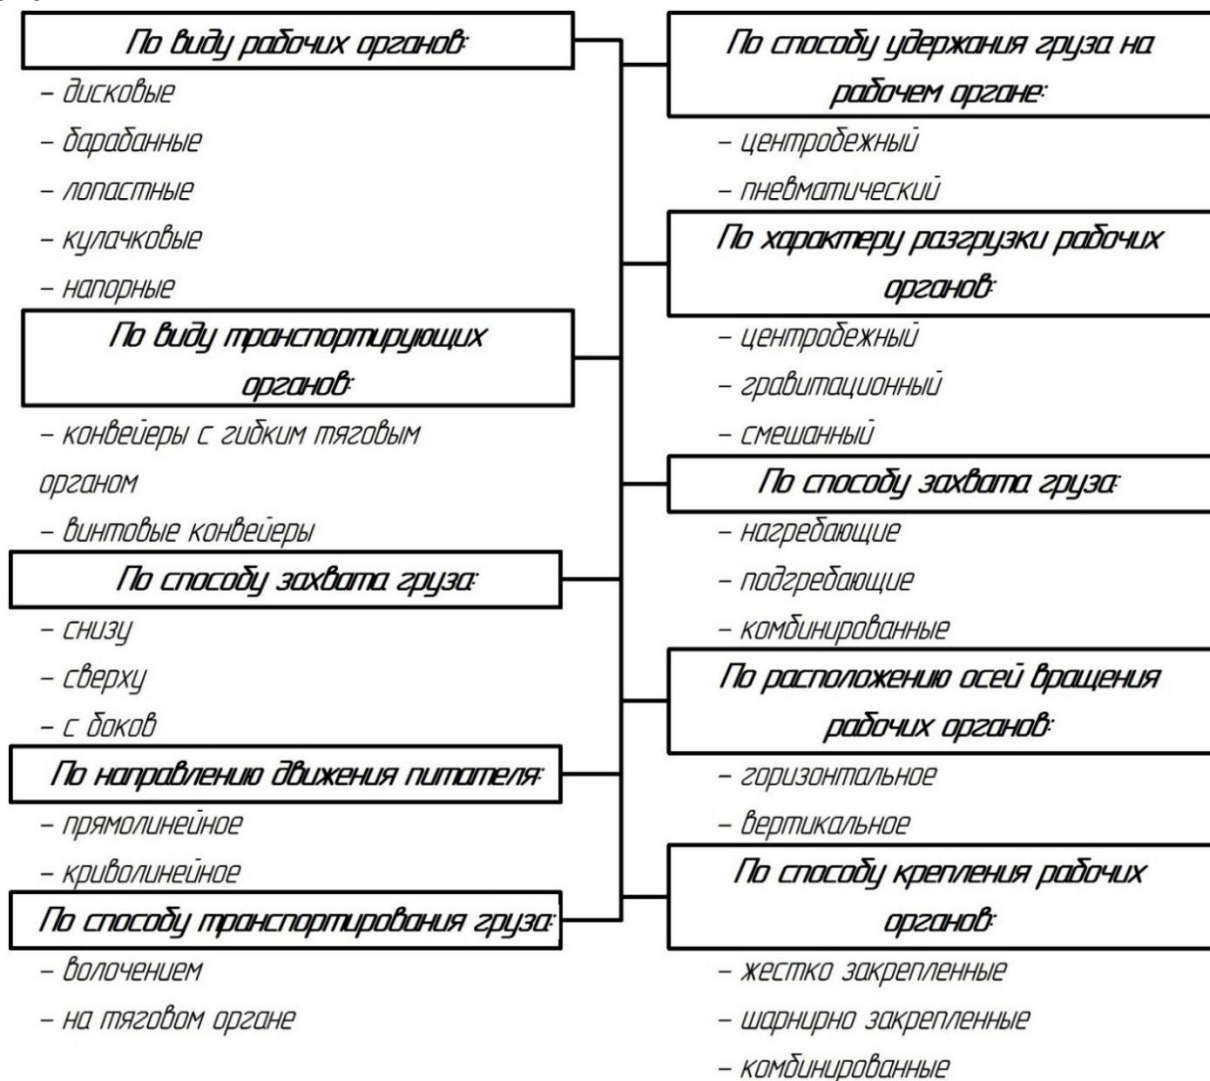 По виду рабочих органов:
– дисковые
– барабанные
– лопастные
– кулачковые
– напорные
По виду транспортирующих
органов:
– конвейеры с гибким тяговым
органом
– винтовые конвейеры
По способу захвата груза:
– снизу
– сверху
– с боков
По направлению движения питателя:
– прямолинейное
– криволинейное
По способу транспортирования груза:
– волочением
– на тяговом органе
По способу удержания груза на
рабочем органе:
– центробежный
– пневматический
По характеру разгрузки рабочих
органов:
– центробежный
– гравитационный
– смешанный
По способу захвата груза:
– нагребающие
– подгребающие
– комбинированные
По расположению осей вращения
рабочих органов:
– горизонтальное
– вертикальное
По способу крепления рабочих
органов:
– жестко закрепленные
– шарнирно закрепленные
– комбинированные